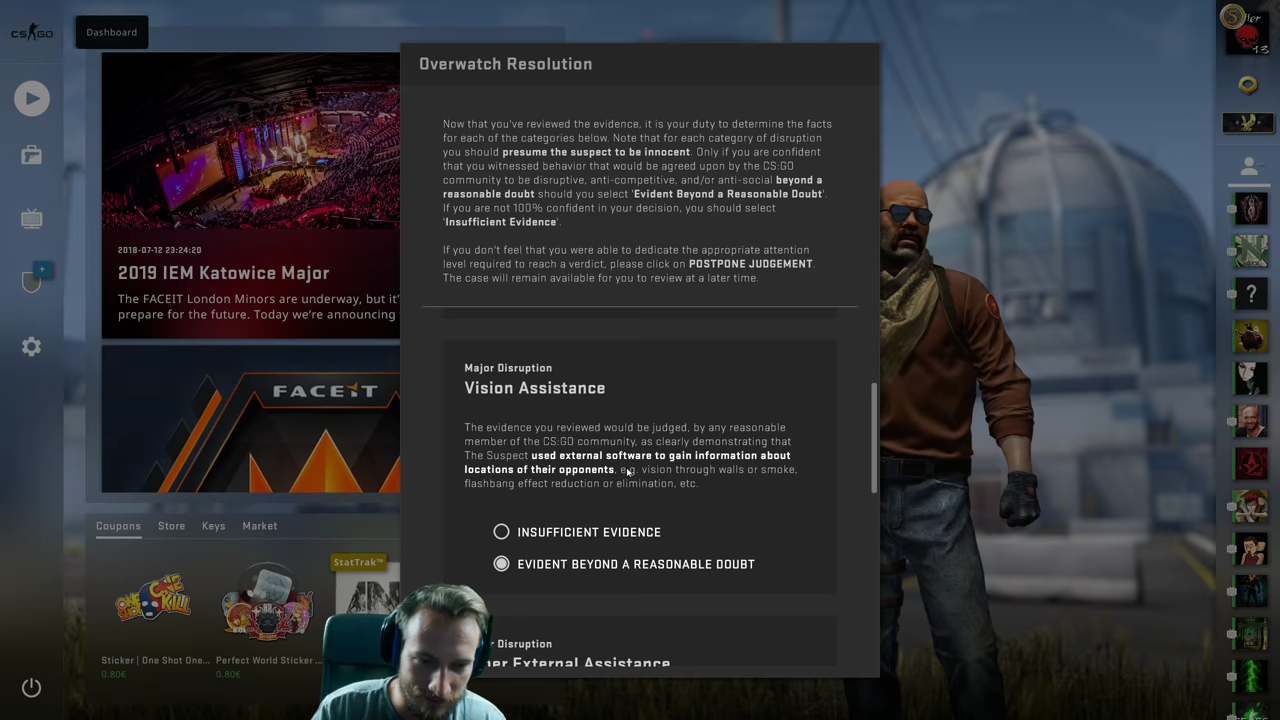 CS GO
Dashboard
Overwatch Resolution
Now that you've reviewed the evidence, it is your duty to determine the facts
for each of the categories below. Note that for each category of disruption
you should presume the suspect to be innocent. Only if you are confident
that you witnessed behavior that would be agreed upon by the CS:GO
community to be disruptive, anti-competitive, and/or anti-social beyond a
reasonable doubt should you select 'Evident Beyond a Reasonable Doubt'.
If you are not 100% confident in your decision, you should select
'Insufficient Evidence'.
If you don't feel that you were able to dedicate the appropriate attention
level required to reach a verdict, please click on POSTPONE JUDGEMENT.
The case will remain available for you to review at a later time.
2018-07-12 23:24:20
2019 IEM Katowice Major
The FACEIT London Minors are underway, but it'
prepare for the future. Today we're announcing
FACEIT
Major Disruption
Vision Assistance
The evidence you reviewed would be judged, by any reasonable
member of the CS:GO community, as clearly demonstrating that
The Suspect used external software to gain information about
locations of their opponents, e.g. vision through walls or smoke,
flashbang effect reduction or elimination, etc.
INSUFFICIENT EVIDENCE
EVIDENT BEYOND A REASONABLE DOUBT
Coupons Store Keys Market
StatTrak™
ONE SHOT ONE KILL
Sticker | One Shot One... Perfect World Sticker ...
0.80€ 0.80€
r Disruption
er External Assistance
13
?